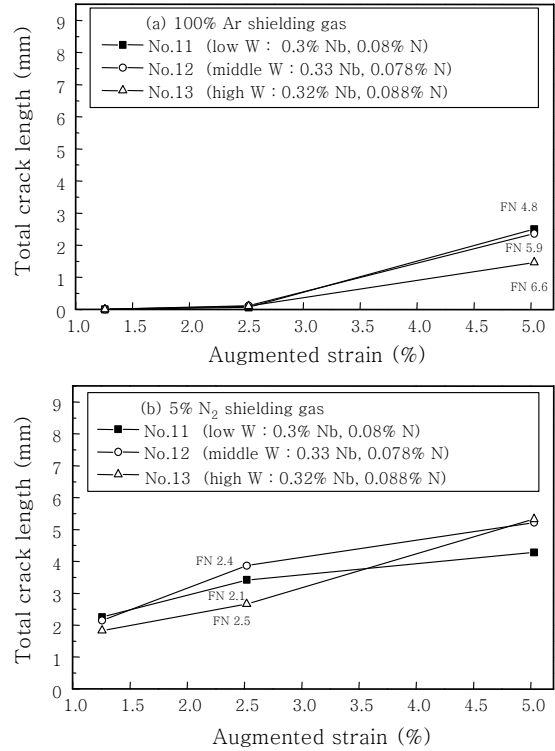 (a) 100% Ar shielding gas
No.11 (low W : 0.3% Nb, 0.08% N)
No.12 (middle W : 0.33 Nb, 0.078% N)
No.13 (high W : 0.32% Nb, 0.088% N)
Total crack length (mm)
9
8
7
6
5
4
3
2
1
0
FN 4.8
FN 5.9
FN 6.6
1.0 1.5 2.0 2.5 3.0 3.5 4.0 4.5 5.0
Augmented strain (%)
(b) 5% N₂ shielding gas
No.11 (low W : 0.3% Nb, 0.08% N)
No.12 (middle W : 0.33 Nb, 0.078% N)
No.13 (high W : 0.32% Nb, 0.088% N)
Total crack length (mm)
9
8
7
6
5
4
3
2
1
0
FN 2.4
FN 2.1
FN 2.5
1.0 1.5 2.0 2.5 3.0 3.5 4.0 4.5 5.0
Augmented strain (%)